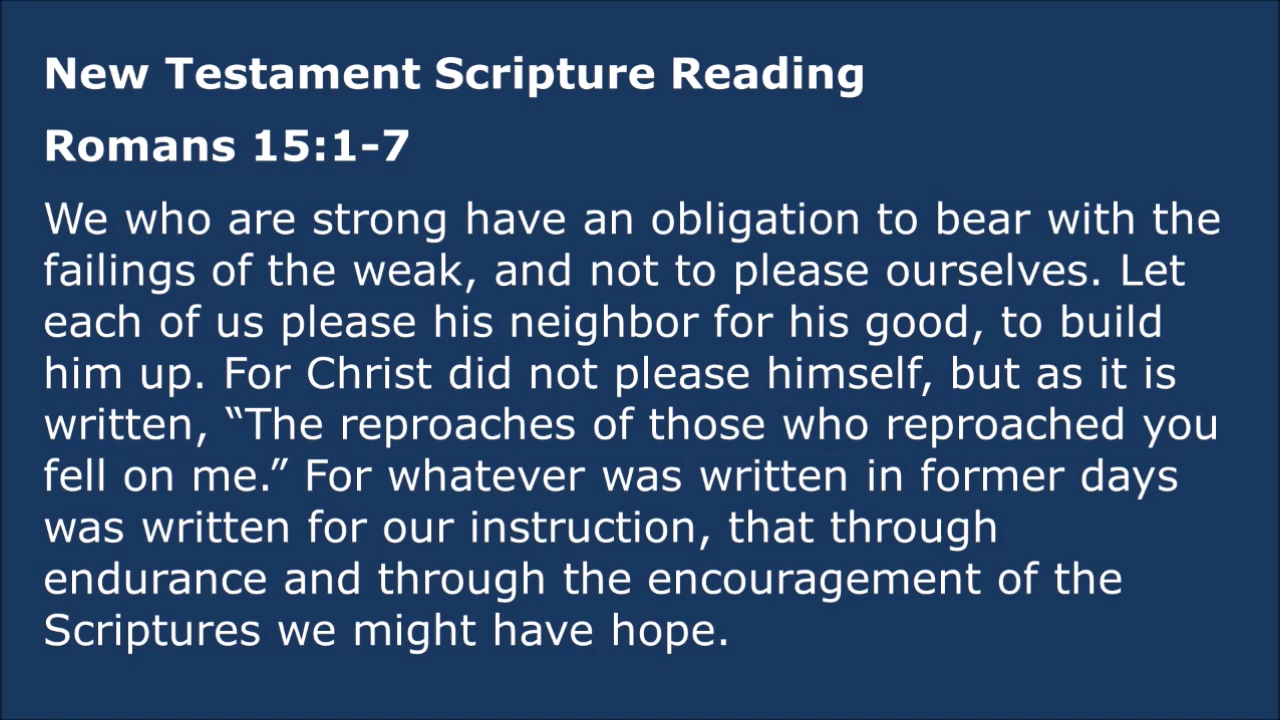 New Testament Scripture Reading
Romans 15:1-7
We who are strong have an obligation to bear with the
failings of the weak, and not to please ourselves. Let
each of us please his neighbor for his good, to build
him up. For Christ did not please himself, but as it is
written, “The reproaches of those who reproached you
fell on me.” For whatever was written in former days
was written for our instruction, that through
endurance and through the encouragement of the
Scriptures we might have hope.